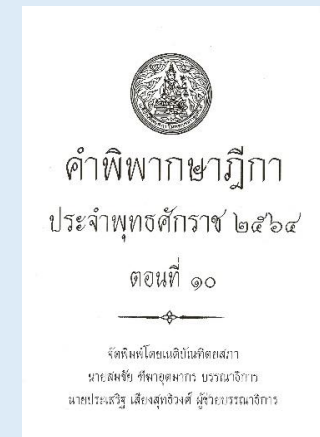 คำพิพากษาฎีกา
ประจำพุทธศักราช ๒๕๖๔
ตอนที่ ๑๐
จัดพิมพ์โดยเนติบัณฑิตยสภา
นายสมชัย ฑีฆาอุตมากร บรรณาธิการ
นายประเสริฐ เสียงสุทธิวงศ์ ผู้ช่วยบรรณาธิการ